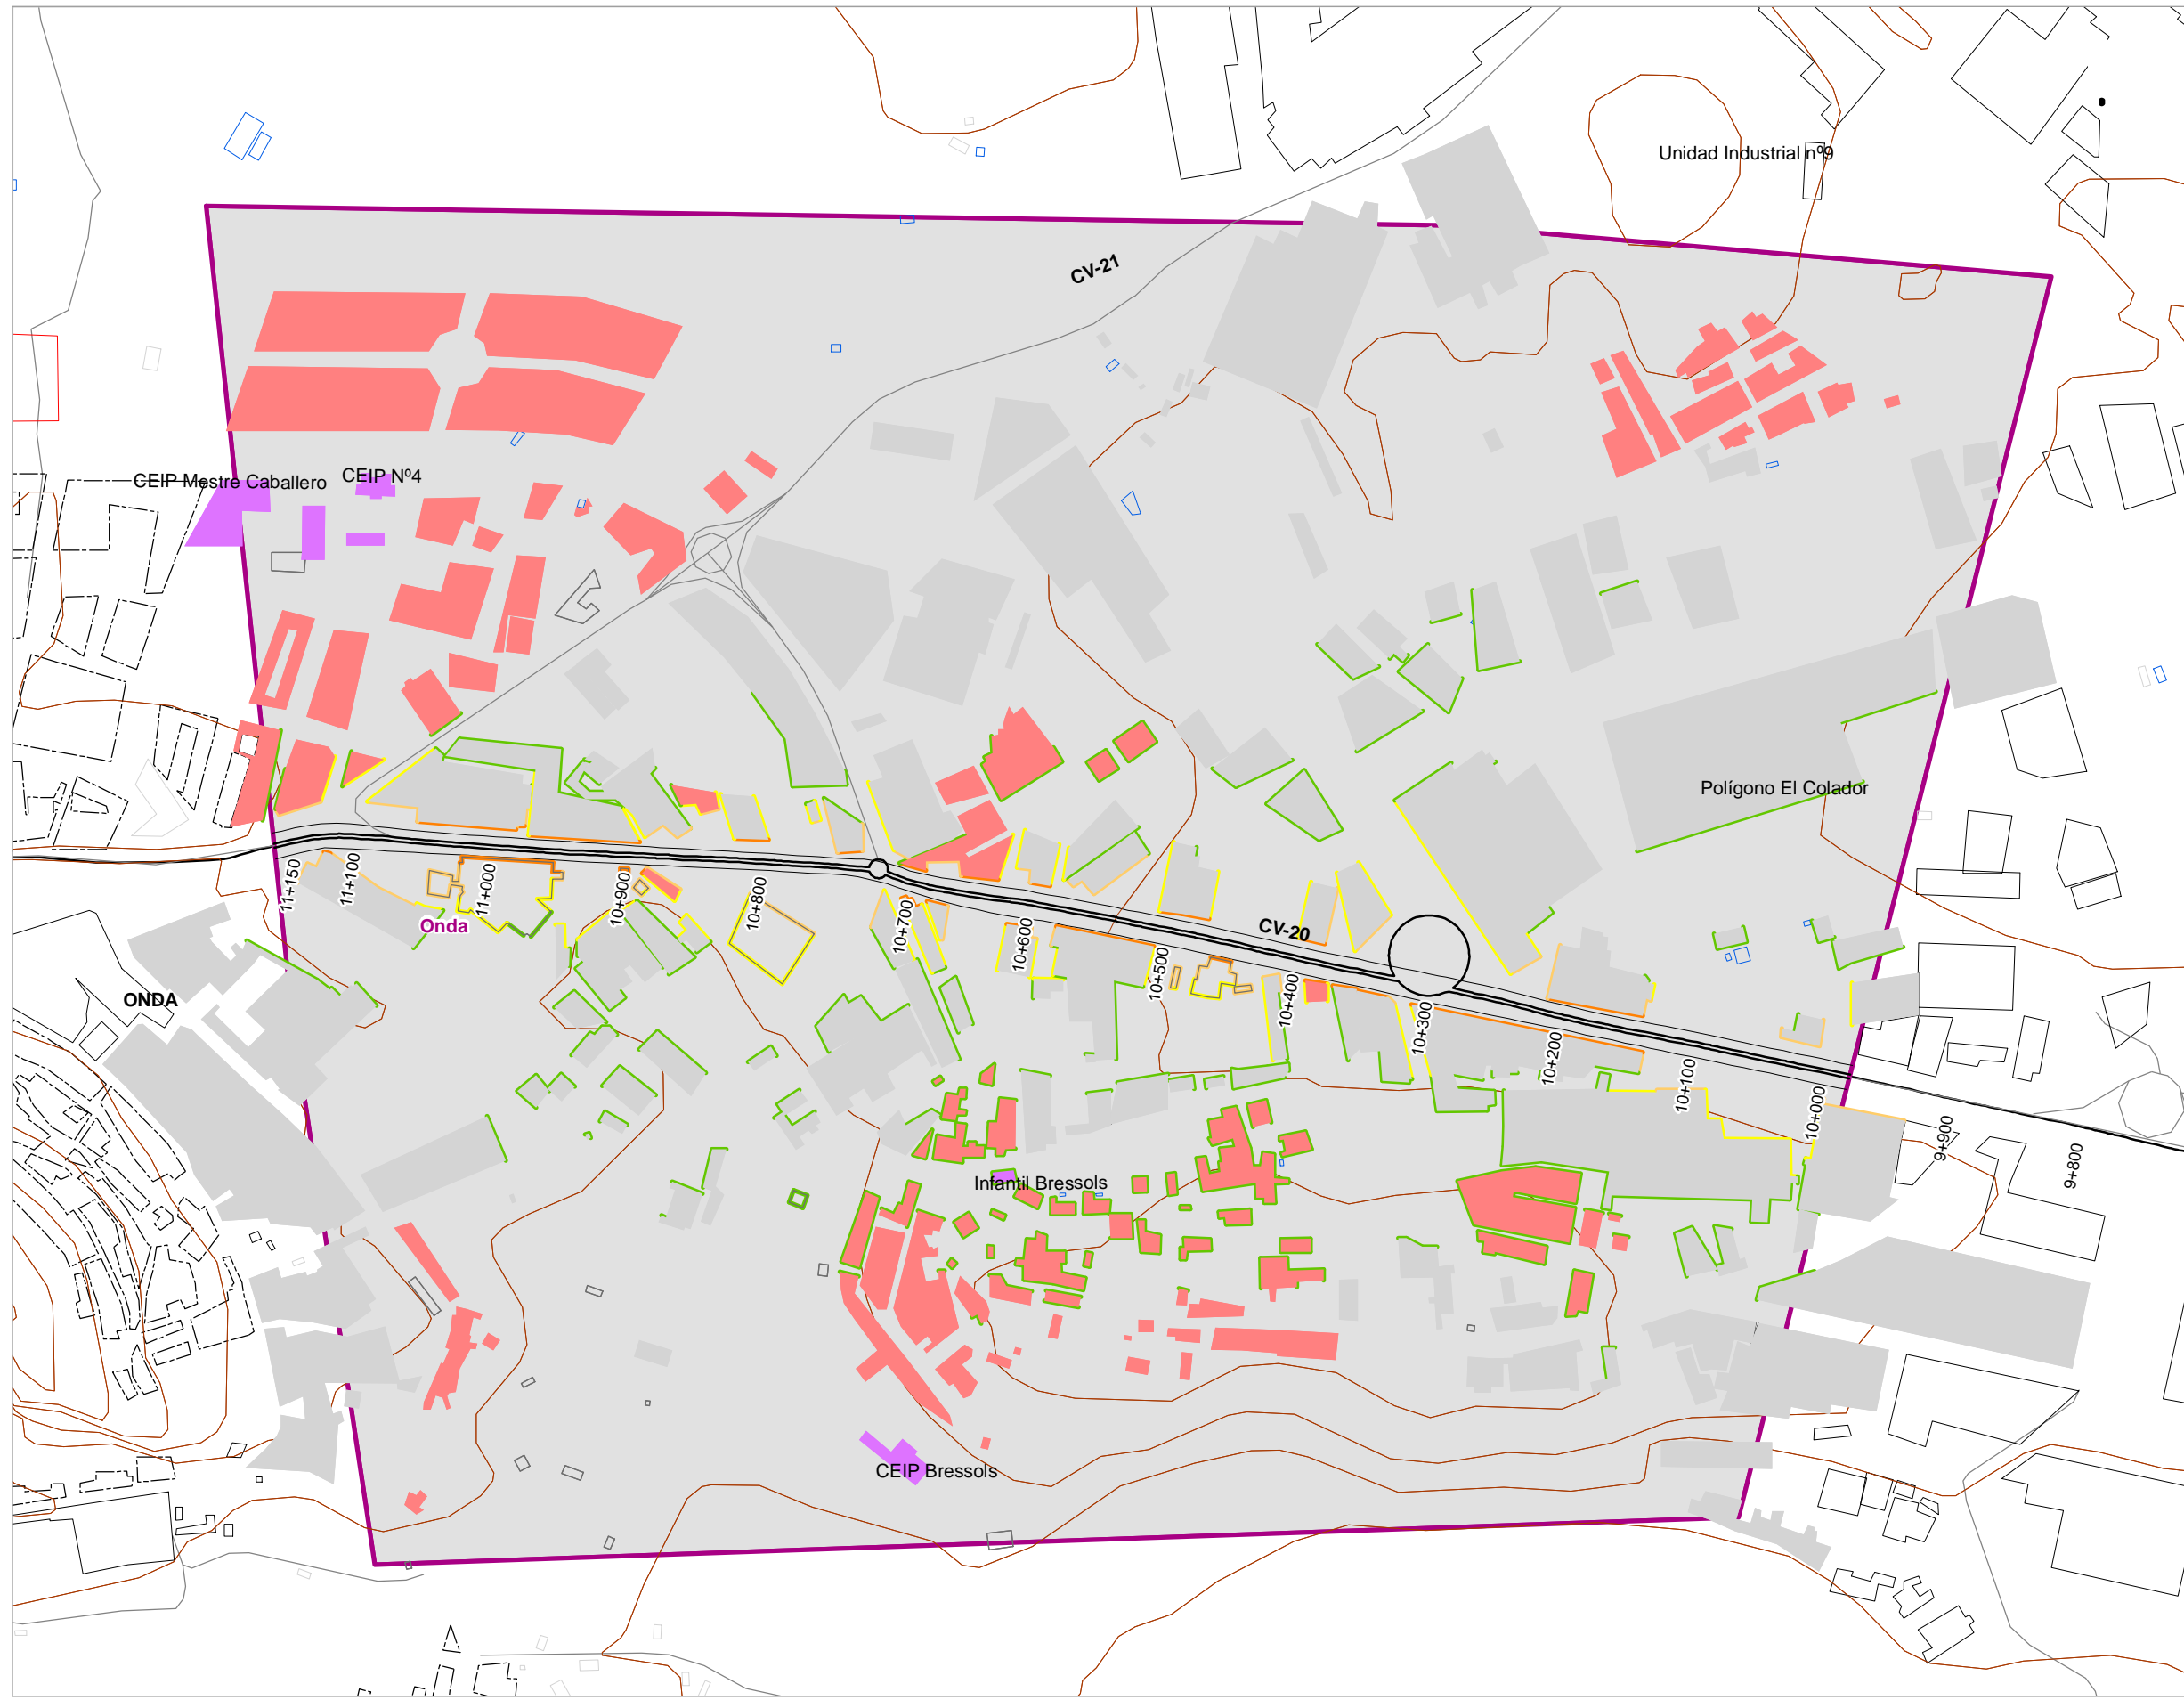 Unidad Industrial nº9
CV-21
CEIP Mestre Caballero
CEIP Nº4
Polígono El Colador
11+150
11+100
11+000
10+900
10+800
10+700
10+600
10+500
10+400
10+300
10+200
10+100
10+000
9+900
9+800
Onda
CV-20
ONDA
Infantil Bressols
CEIP Bressols